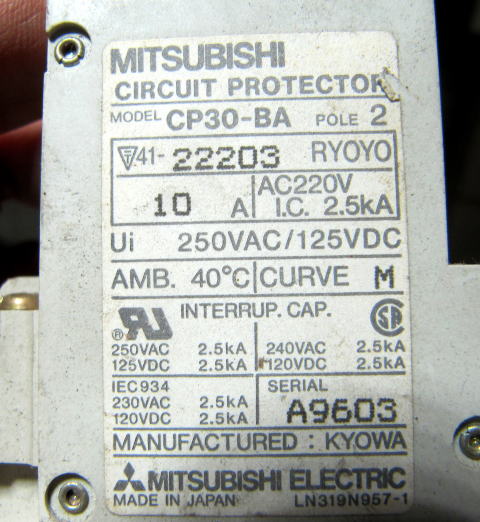 MITSUBISHI
CIRCUIT PROTECTOR
MODEL CP30-BA POLE 2
▽41-22203 RYOYO
10 A AC220V
I.C. 2.5kA
Ui 250VAC/125VDC
AMB. 40°C CURVE M
INTERRUP. CAP.
250VAC 2.5kA 240VAC 2.5kA
125VDC 2.5kA 120VDC 2.5kA
IEC934 SERIAL
230VAC 2.5kA A9603
120VDC 2.5kA
MANUFACTURED : KYOWA
MITSUBISHI ELECTRIC
MADE IN JAPAN LN319N957-1